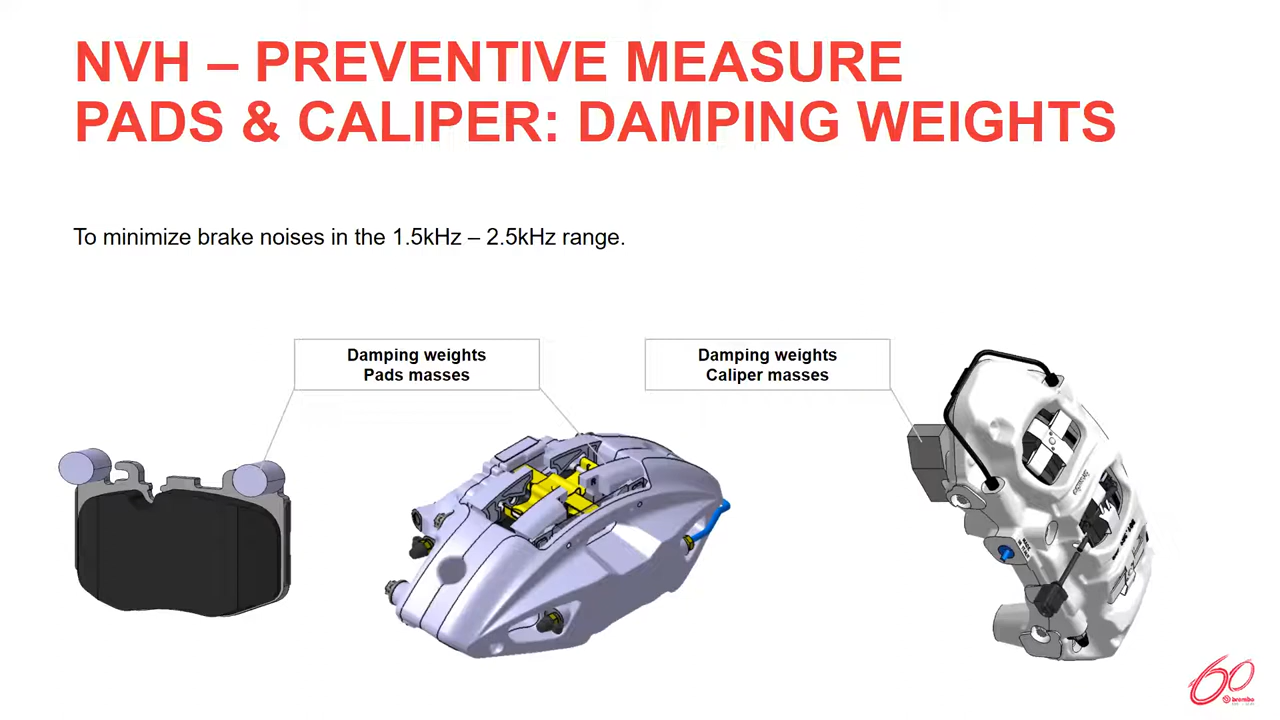 NVH – PREVENTIVE MEASURE
PADS & CALIPER: DAMPING WEIGHTS
To minimize brake noises in the 1.5kHz – 2.5kHz range.
Damping weights
Pads masses
Damping weights
Caliper masses
60
brembo